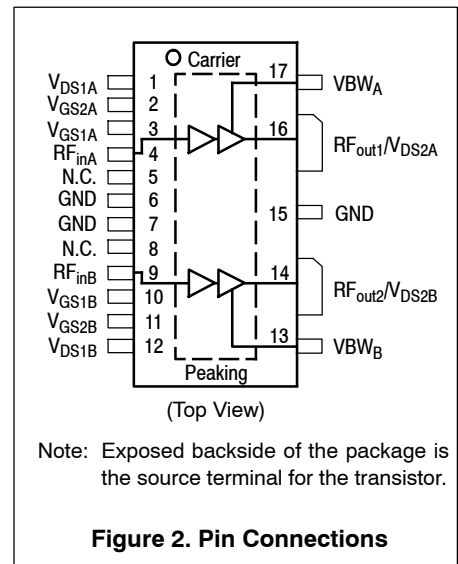 Carrier
V_DS1A 1
V_GS2A 2
V_GS1A 3
RF_inA 4
N.C. 5
GND 6
GND 7
N.C. 8
RF_inB 9
V_GS1B 10
V_GS2B 11
V_DS1B 12
17 VBW_A
16 RF_out1/V_DS2A
15 GND
14 RF_out2/V_DS2B
13 VBW_B
Peaking
(Top View)
Note: Exposed backside of the package is
the source terminal for the transistor.
Figure 2. Pin Connections